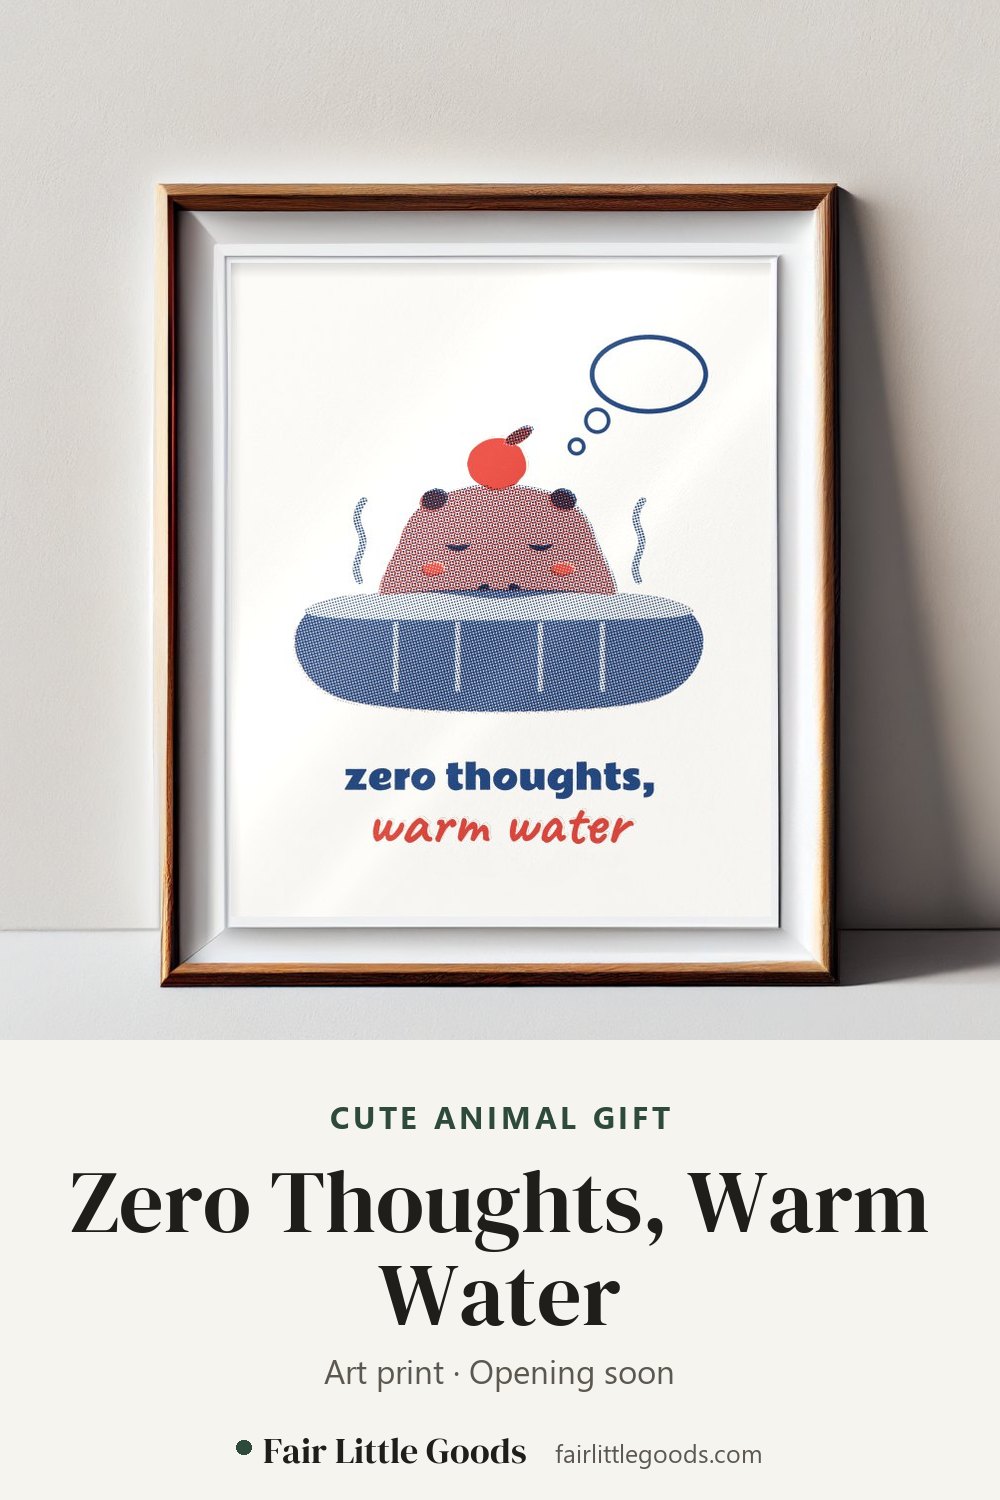 zero thoughts,
warm water
CUTE ANIMAL GIFT
Zero Thoughts, Warm
Water
Art print · Opening soon
Fair Little Goods fairlittlegoods.com